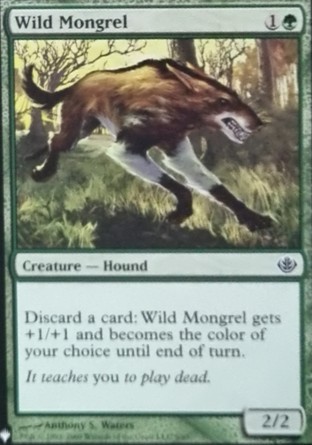 Wild Mongrel 1
Creature — Hound
Discard a card: Wild Mongrel gets
+1/+1 and becomes the color of
your choice until end of turn.
It teaches you to play dead.
Anthony S. Waters
2/2